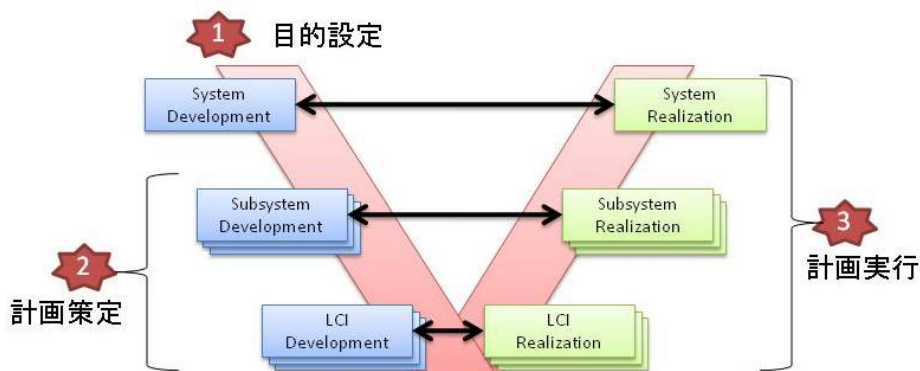 1 目的設定
System
Development
System
Realization
Subsystem
Development
Subsystem
Realization
3
計画実行
2
計画策定
LCI
Development
LCI
Realization